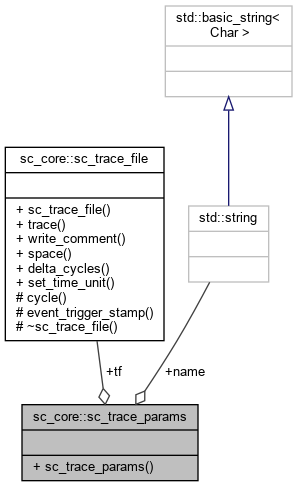 std::basic_string<
Char >
sc_core::sc_trace_file
+ sc_trace_file()
+ trace()
+ write_comment()
+ space()
+ delta_cycles()
+ set_time_unit()
# cycle()
# event_trigger_stamp()
# ~sc_trace_file()
std::string
+tf
+name
sc_core::sc_trace_params
+ sc_trace_params()